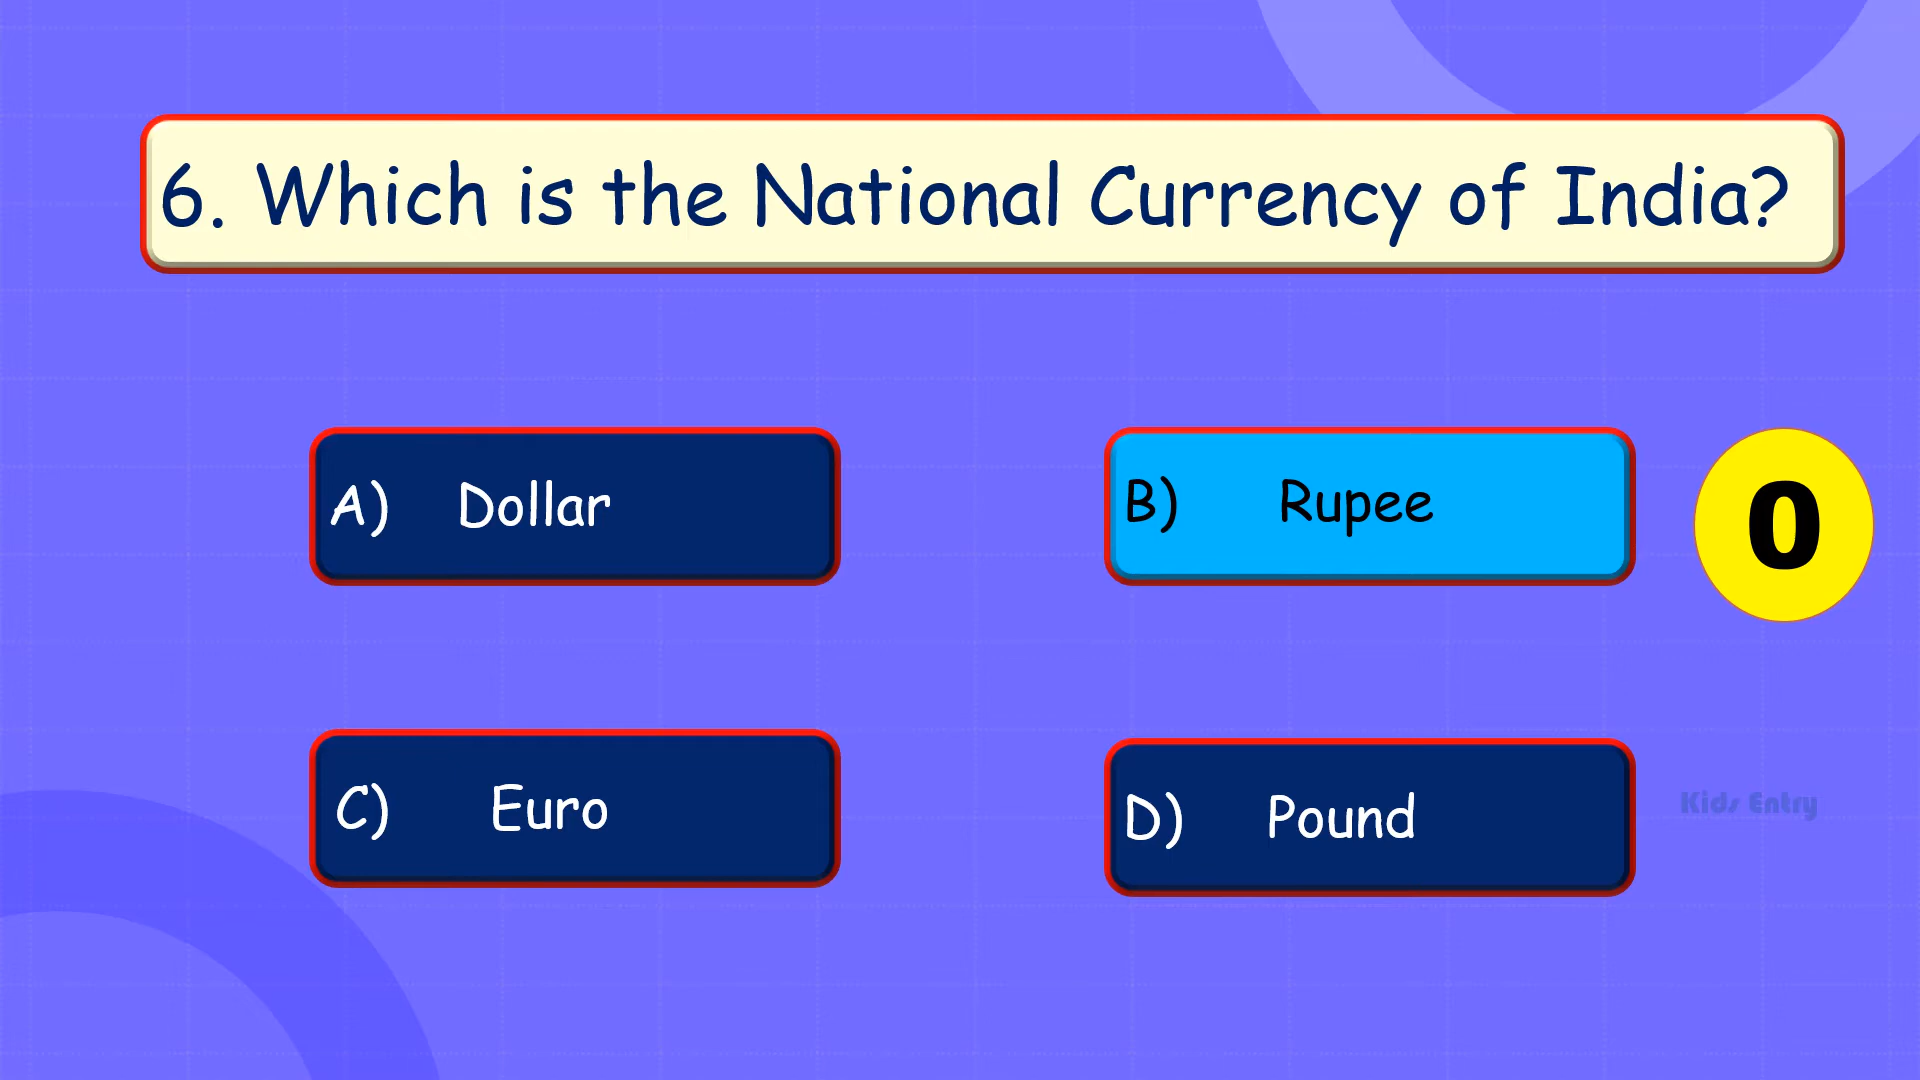 6. Which is the National Currency of India?
A) Dollar
B) Rupee
0
C) Euro
D) Pound
Kids Entry